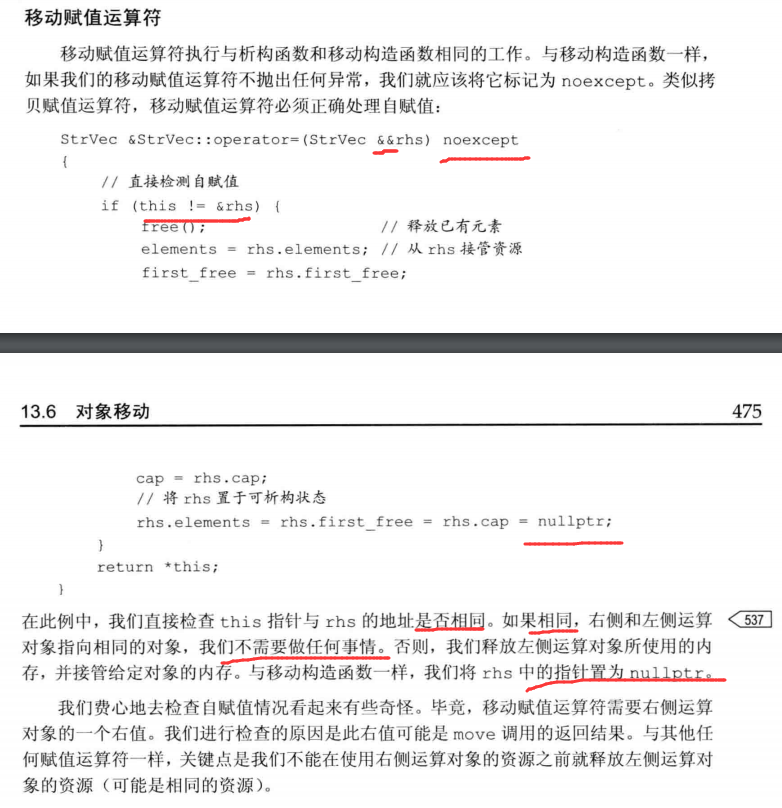 移动赋值运算符
移动赋值运算符执行与析构函数和移动构造函数相同的工作。与移动构造函数一样，
如果我们的移动赋值运算符不抛出任何异常，我们就应该将它标记为 noexcept。类似拷
贝赋值运算符，移动赋值运算符必须正确处理自赋值：
StrVec &StrVec::operator=(StrVec &&rhs) noexcept
{
// 直接检测自赋值
if (this != &rhs) {
free(); // 释放已有元素
elements = rhs.elements; // 从 rhs 接管资源
first_free = rhs.first_free;
13.6 对象移动 475
cap = rhs.cap;
// 将 rhs 置于可析构状态
rhs.elements = rhs.first_free = rhs.cap = nullptr;
}
return *this;
}
在此例中，我们直接检查 this 指针与 rhs 的地址是否相同。如果相同，右侧和左侧运算 537
对象指向相同的对象，我们不需要做任何事情。否则，我们释放左侧运算对象所使用的内
存，并接管给定对象的内存。与移动构造函数一样，我们将 rhs 中的指针置为 nullptr。
我们费心地去检查自赋值情况看起来有些奇怪。毕竟，移动赋值运算符需要右侧运算
对象的一个右值。我们进行检查的原因是此右值可能是 move 调用的返回结果。与其他任
何赋值运算符一样，关键点是我们不能在使用右侧运算对象的资源之前就释放左侧运算对
象的资源（可能是相同的资源）。